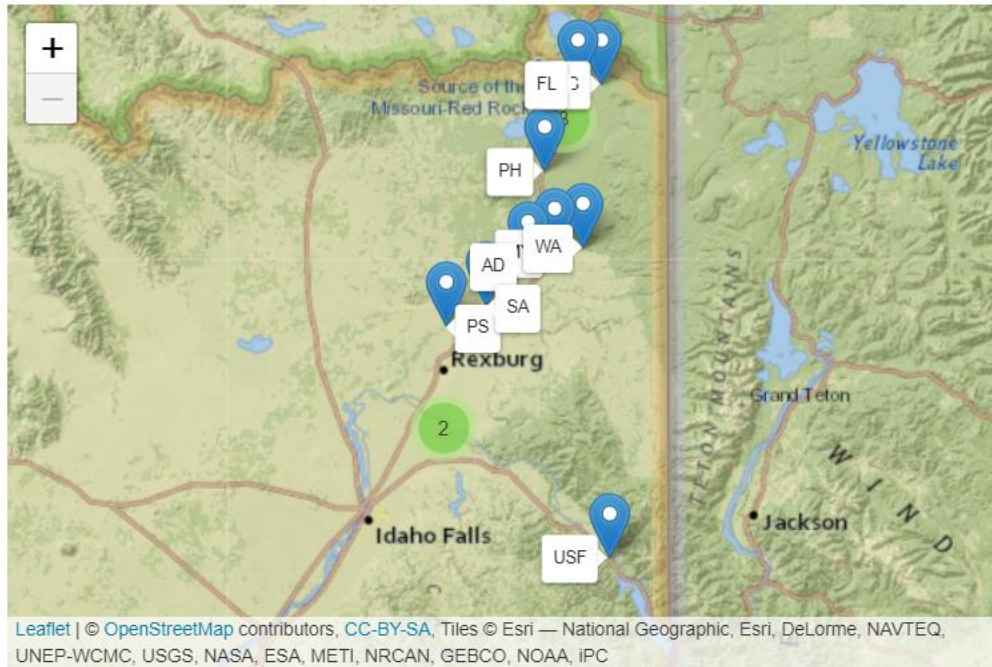 +
−
FL
Source of the
Missouri-Red Rock
PH
Yellowstone
Lake
WA
AD
SA
PS
Rexburg
2
TETON MOUNTAINS
Grand Teton
WIND
Jackson
Idaho Falls
USF
Leaflet | © OpenStreetMap contributors, CC-BY-SA, Tiles © Esri — National Geographic, Esri, DeLorme, NAVTEQ,
UNEP-WCMC, USGS, NASA, ESA, METI, NRCAN, GEBCO, NOAA, iPC